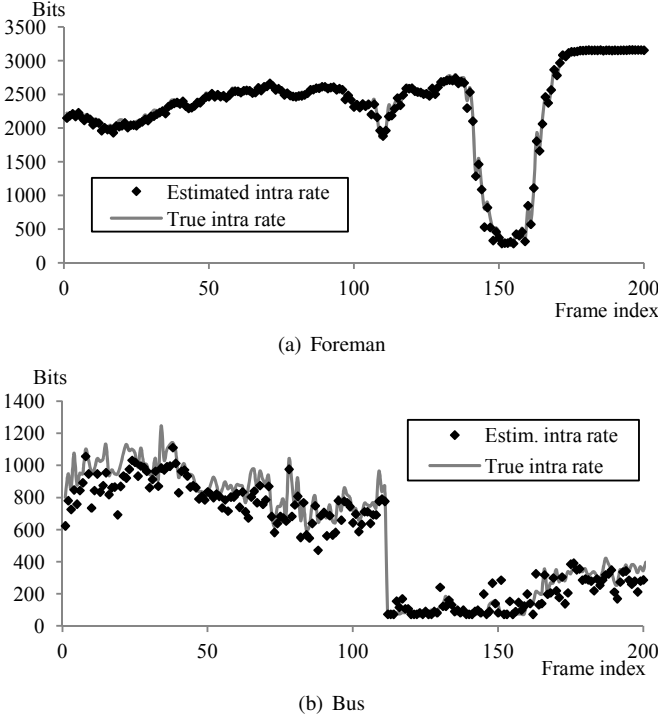 Bits
3500
3000
2500
2000
1500
1000
500
0
Estimated intra rate
True intra rate
0 50 100 150 200
Frame index
(a) Foreman
Bits
1400
1200
1000
800
600
400
200
0
Estim. intra rate
True intra rate
0 50 100 150 200
Frame index
(b) Bus